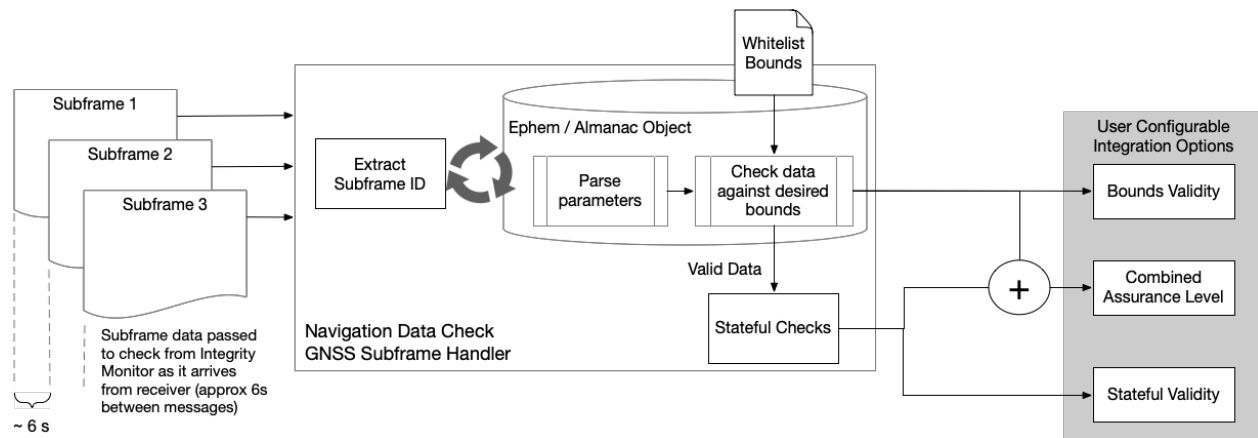 Whitelist
Bounds
Subframe 1
Subframe 2
Subframe 3
Ephem / Almanac Object
Extract
Subframe ID
Parse
parameters
Check data
against desired
bounds
User Configurable
Integration Options
Bounds Validity
Valid Data
+
Combined
Assurance Level
Stateful Checks
Navigation Data Check
GNSS Subframe Handler
Subframe data passed
to check from Integrity
Monitor as it arrives
from receiver (approx 6s
between messages)
Stateful Validity
~ 6 s